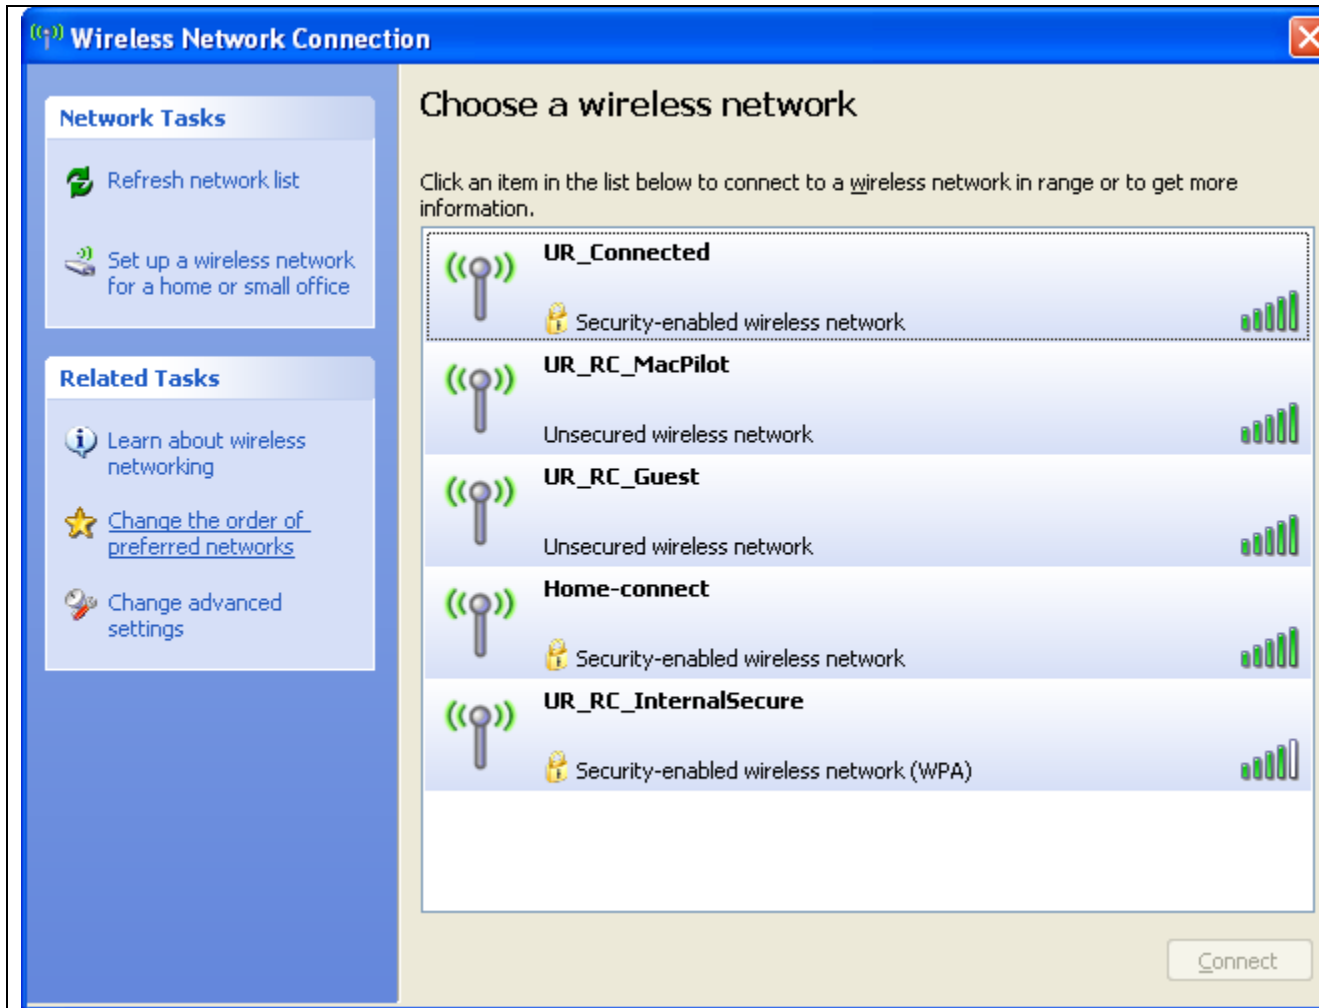 Wireless Network Connection
Network Tasks
Refresh network list
Set up a wireless network
for a home or small office
Related Tasks
Learn about wireless
networking
Change the order of
preferred networks
Change advanced
settings
Choose a wireless network
Click an item in the list below to connect to a wireless network in range or to get more
information.
UR_Connected
Security-enabled wireless network
UR_RC_MacPilot
Unsecured wireless network
UR_RC_Guest
Unsecured wireless network
Home-connect
Security-enabled wireless network
UR_RC_InternalSecure
Security-enabled wireless network (WPA)
Connect